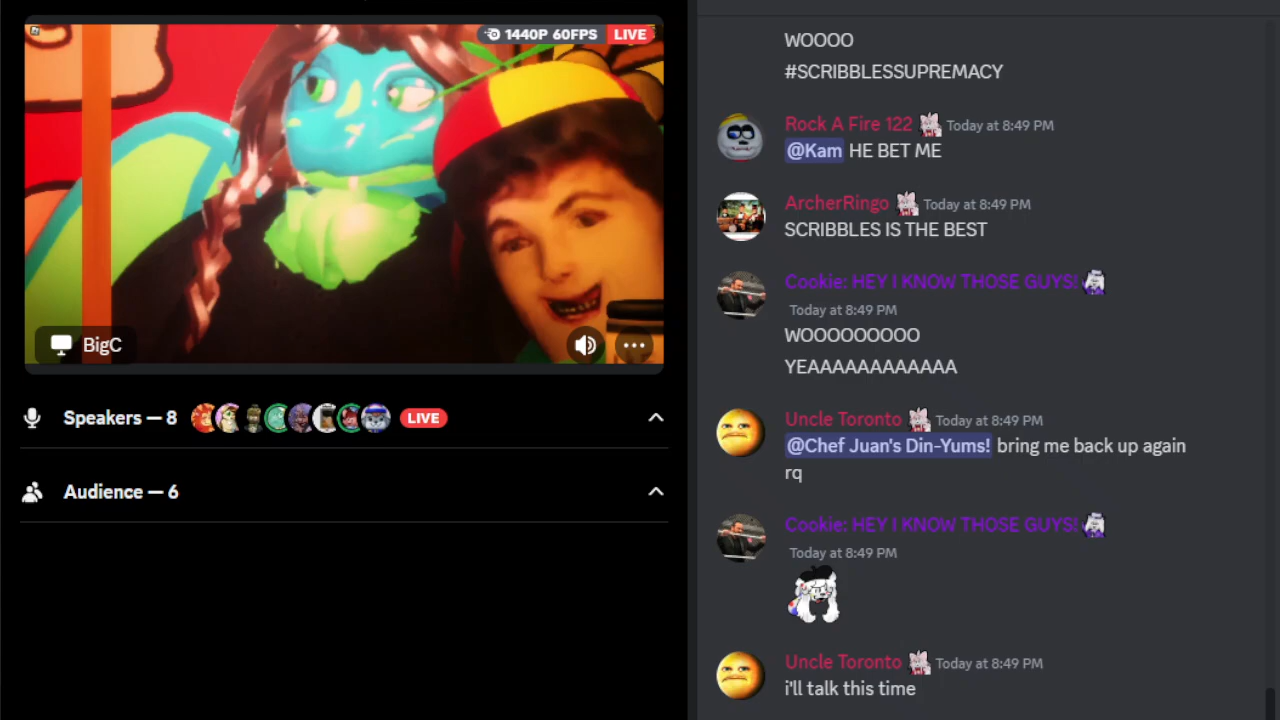 1440P 60FPS LIVE
BigC
Speakers — 8 LIVE
Audience — 6
WOOOO
#SCRIBBLESSUPREMACY
Rock A Fire 122 Today at 8:49 PM
@Kam HE BET ME
ArcherRingo Today at 8:49 PM
SCRIBBLES IS THE BEST
Cookie: HEY I KNOW THOSE GUYS!
Today at 8:49 PM
WOOOOOOOOO
YEAAAAAAAAAAAA
Uncle Toronto Today at 8:49 PM
@Chef Juan's Din-Yums! bring me back up again
rq
Cookie: HEY I KNOW THOSE GUYS!
Today at 8:49 PM
Uncle Toronto Today at 8:49 PM
i'll talk this time